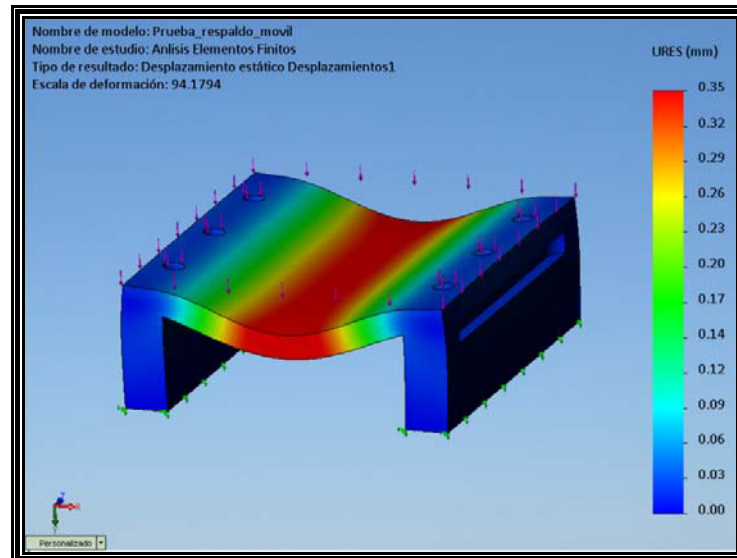 Nombre de modelo: Prueba_respaldo_movil
Nombre de estudio: Anlisis Elementos Finitos
Tipo de resultado: Desplazamiento estático Desplazamientos1
Escala de deformación: 94.1794
URES (mm)
0.35
0.32
0.29
0.26
0.23
0.20
0.17
0.14
0.12
0.09
0.06
0.03
0.00
Z
X
Personalizado